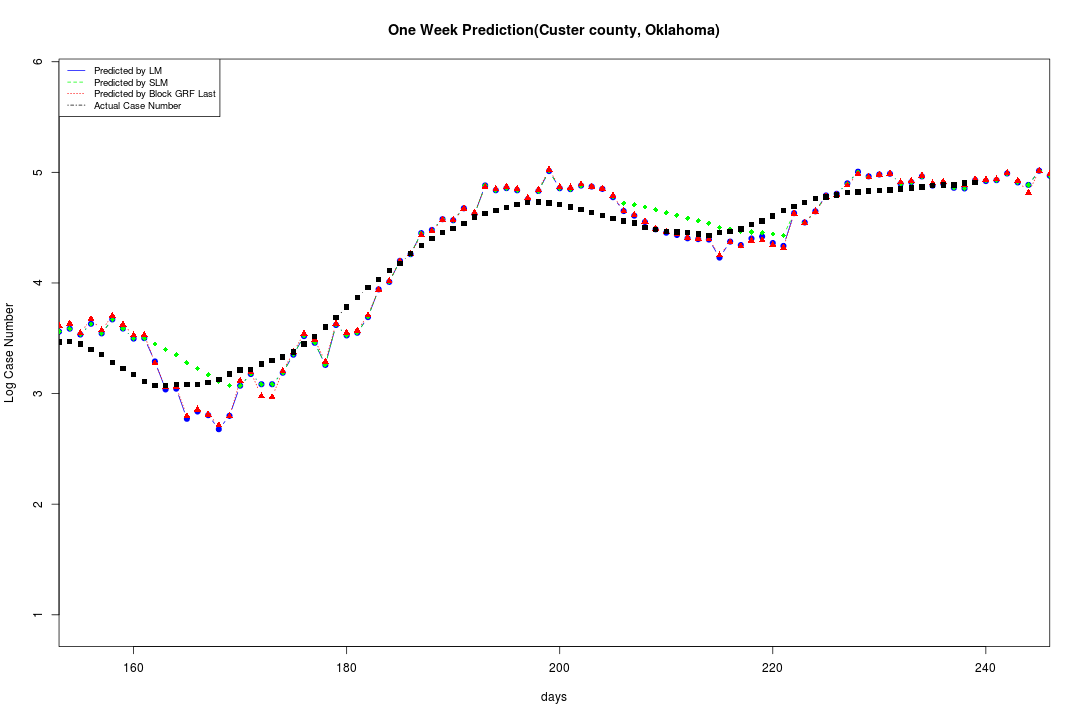 One Week Prediction(Custer county, Oklahoma)
6
Predicted by LM
Predicted by SLM
Predicted by Block GRF Last
Actual Case Number
5
4
3
2
1
Log Case Number
160
180
200
220
240
days